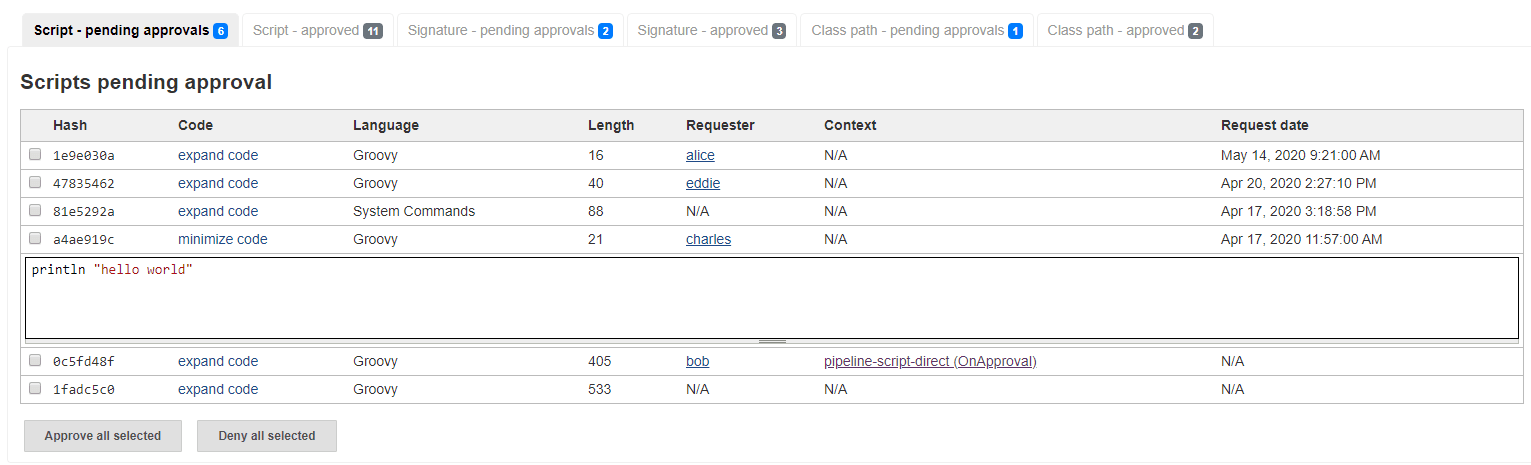 Script - pending approvals 6 Script - approved 11 Signature - pending approvals 2 Signature - approved 3 Class path - pending approvals 1 Class path - approved 2
Scripts pending approval
Hash Code Language Length Requester Context Request date
1e9e030a expand code Groovy 16 alice N/A May 14, 2020 9:21:00 AM
47835462 expand code Groovy 40 eddie N/A Apr 20, 2020 2:27:10 PM
81e5292a expand code System Commands 88 N/A N/A Apr 17, 2020 3:18:58 PM
a4ae919c minimize code Groovy 21 charles N/A Apr 17, 2020 11:57:00 AM
println "hello world"
0c5fd48f expand code Groovy 405 bob pipeline-script-direct (OnApproval) N/A
1fadc5c0 expand code Groovy 533 N/A N/A N/A
Approve all selected Deny all selected